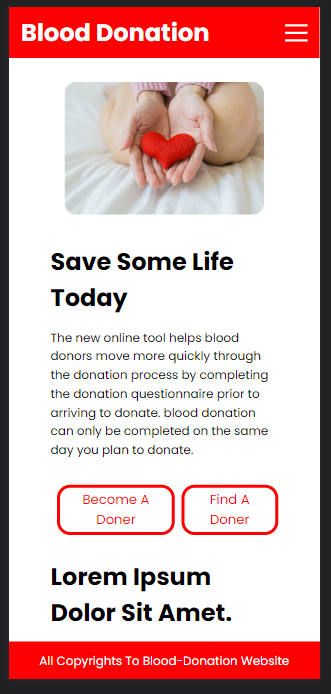 Blood Donation
Save Some Life
Today
The new online tool helps blood
donors move more quickly through
the donation process by completing
the donation questionnaire prior to
arriving to donate. blood donation
can only be completed on the same
day you plan to donate.
Become A
Doner
Find A
Doner
Lorem Ipsum
Dolor Sit Amet.
All Copyrights To Blood-Donation Website